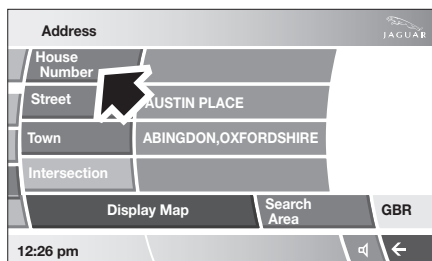 Address
JAGUAR
House
Number
Street
AUSTIN PLACE
Town
ABINGDON,OXFORDSHIRE
Intersection
Display Map
Search
Area
GBR
12:26 pm